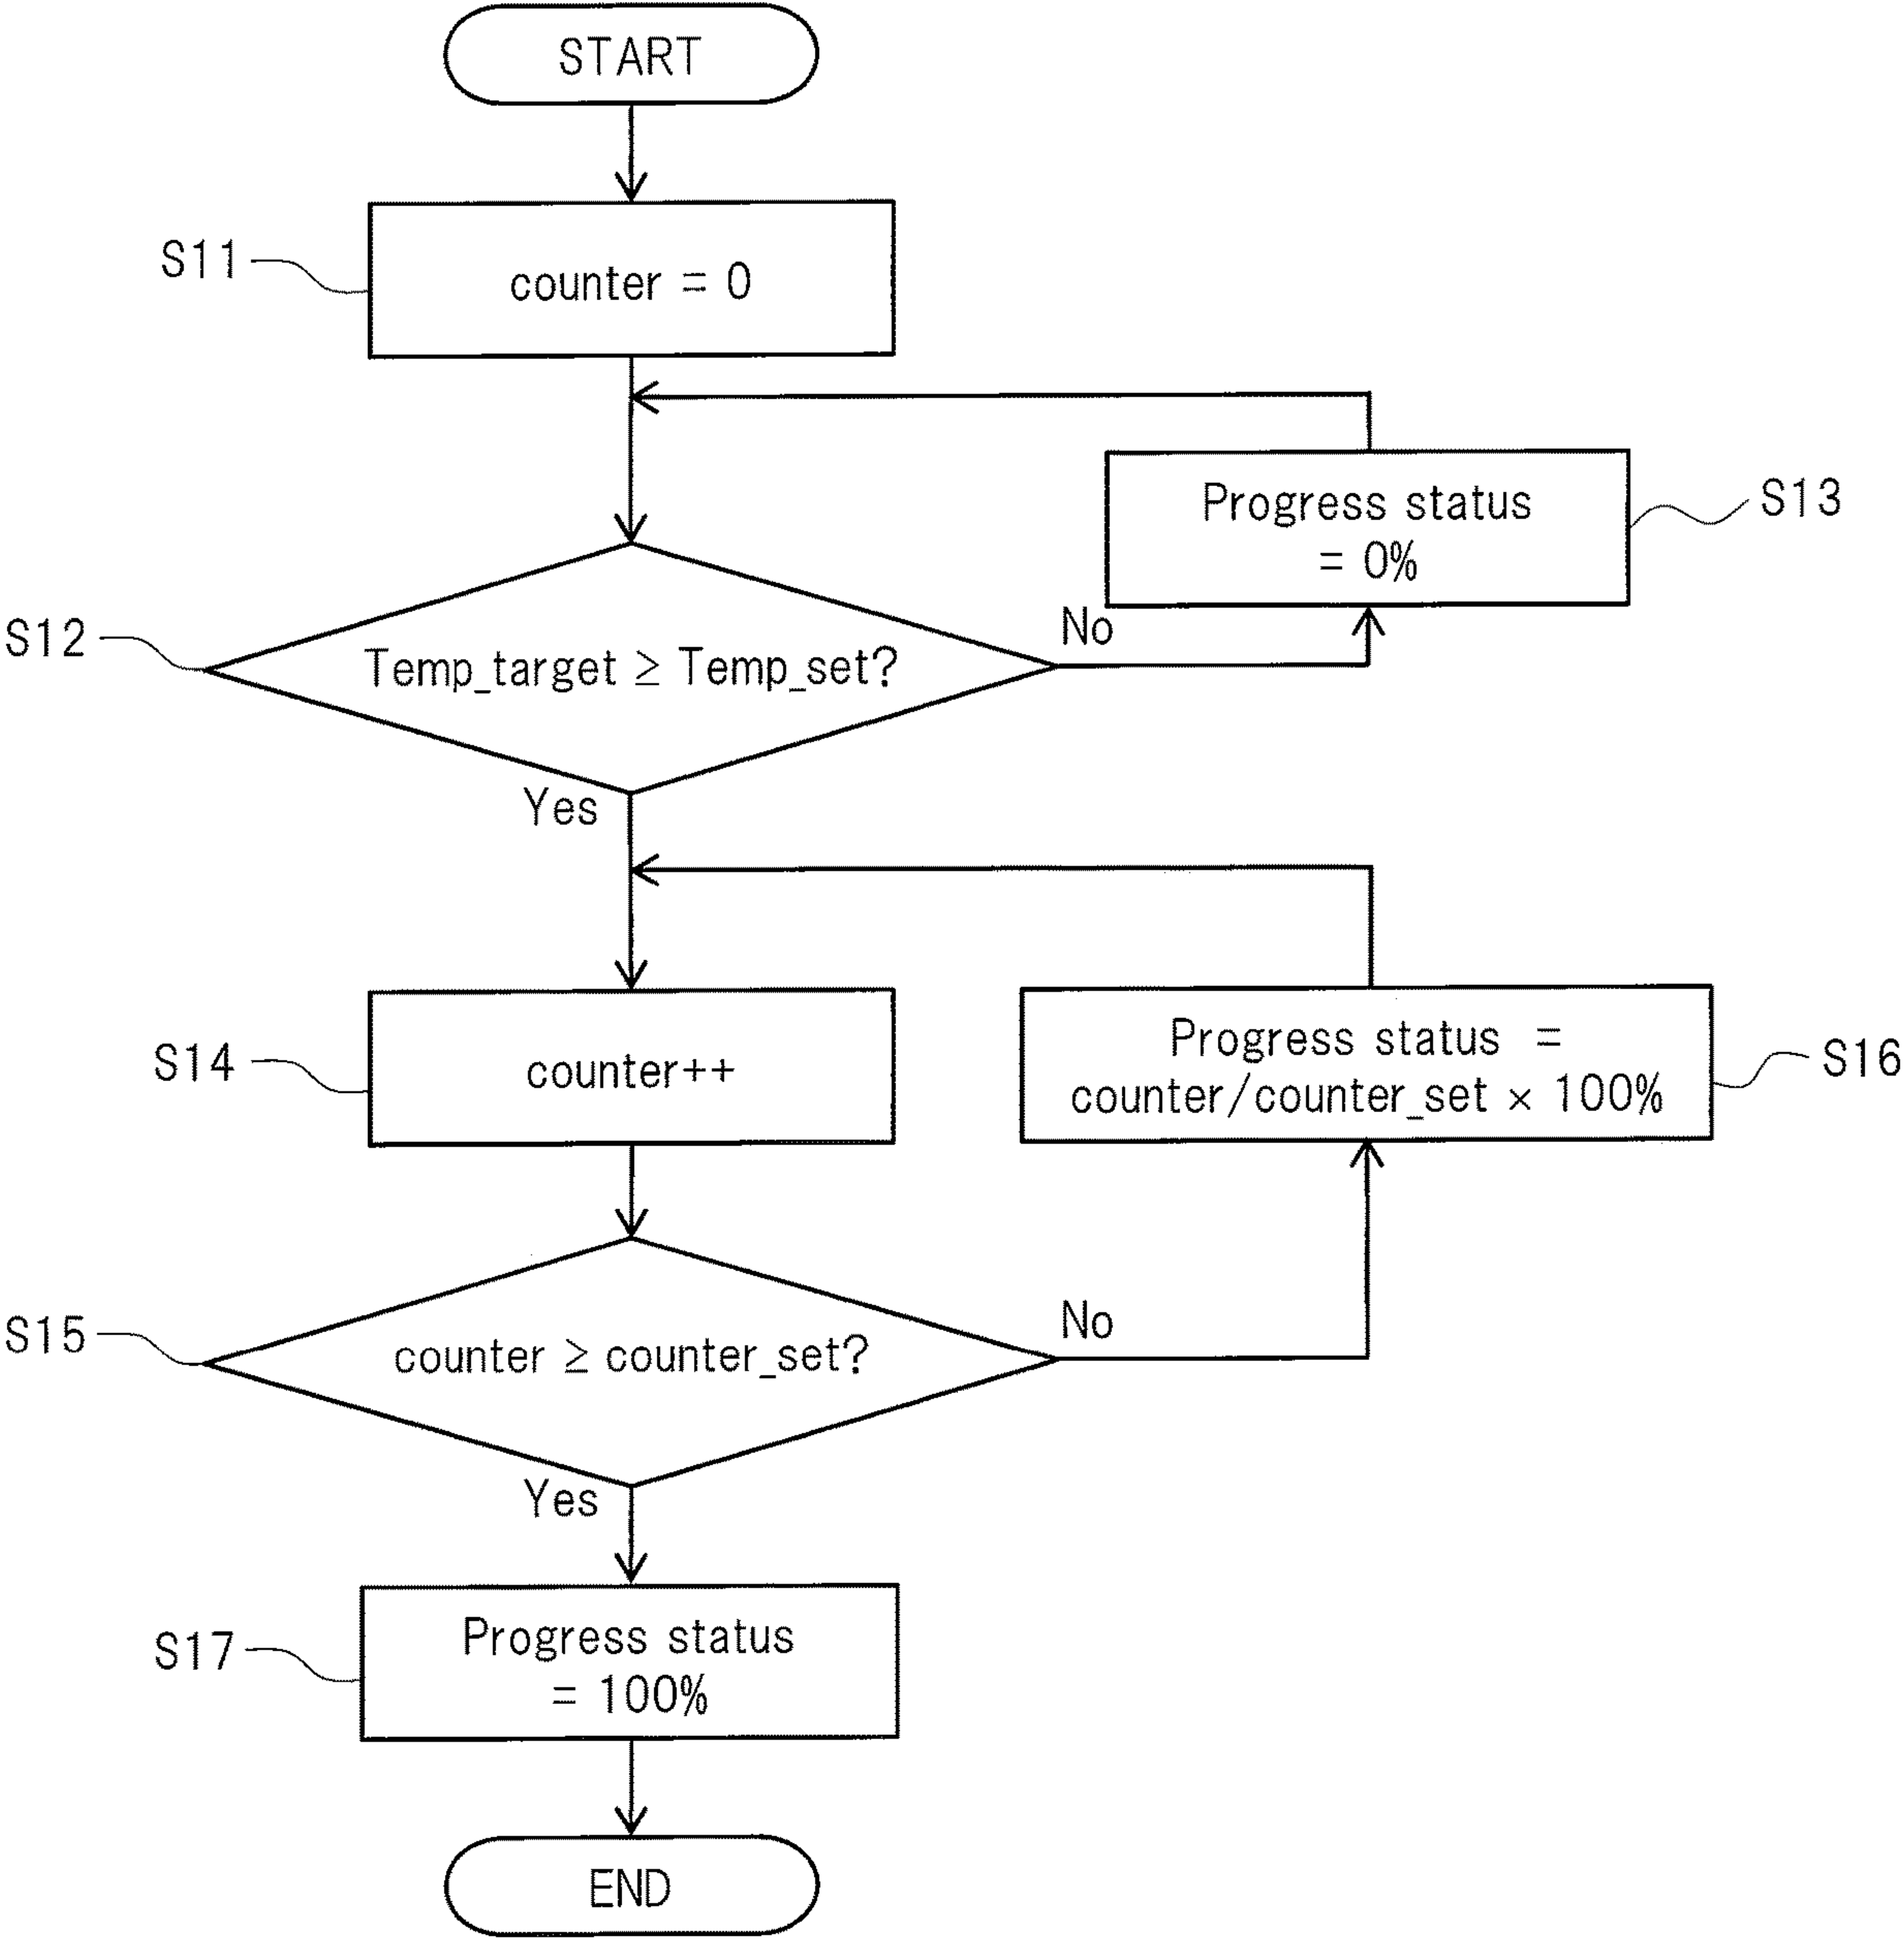 START
S11
counter = 0
Progress status
= 0%
S13
No
S12
Temp_target ≥ Temp_set?
Yes
S14
counter++
Progress status =
counter/counter_set × 100%
S16
No
S15
counter ≥ counter_set?
Yes
S17
Progress status
= 100%
END